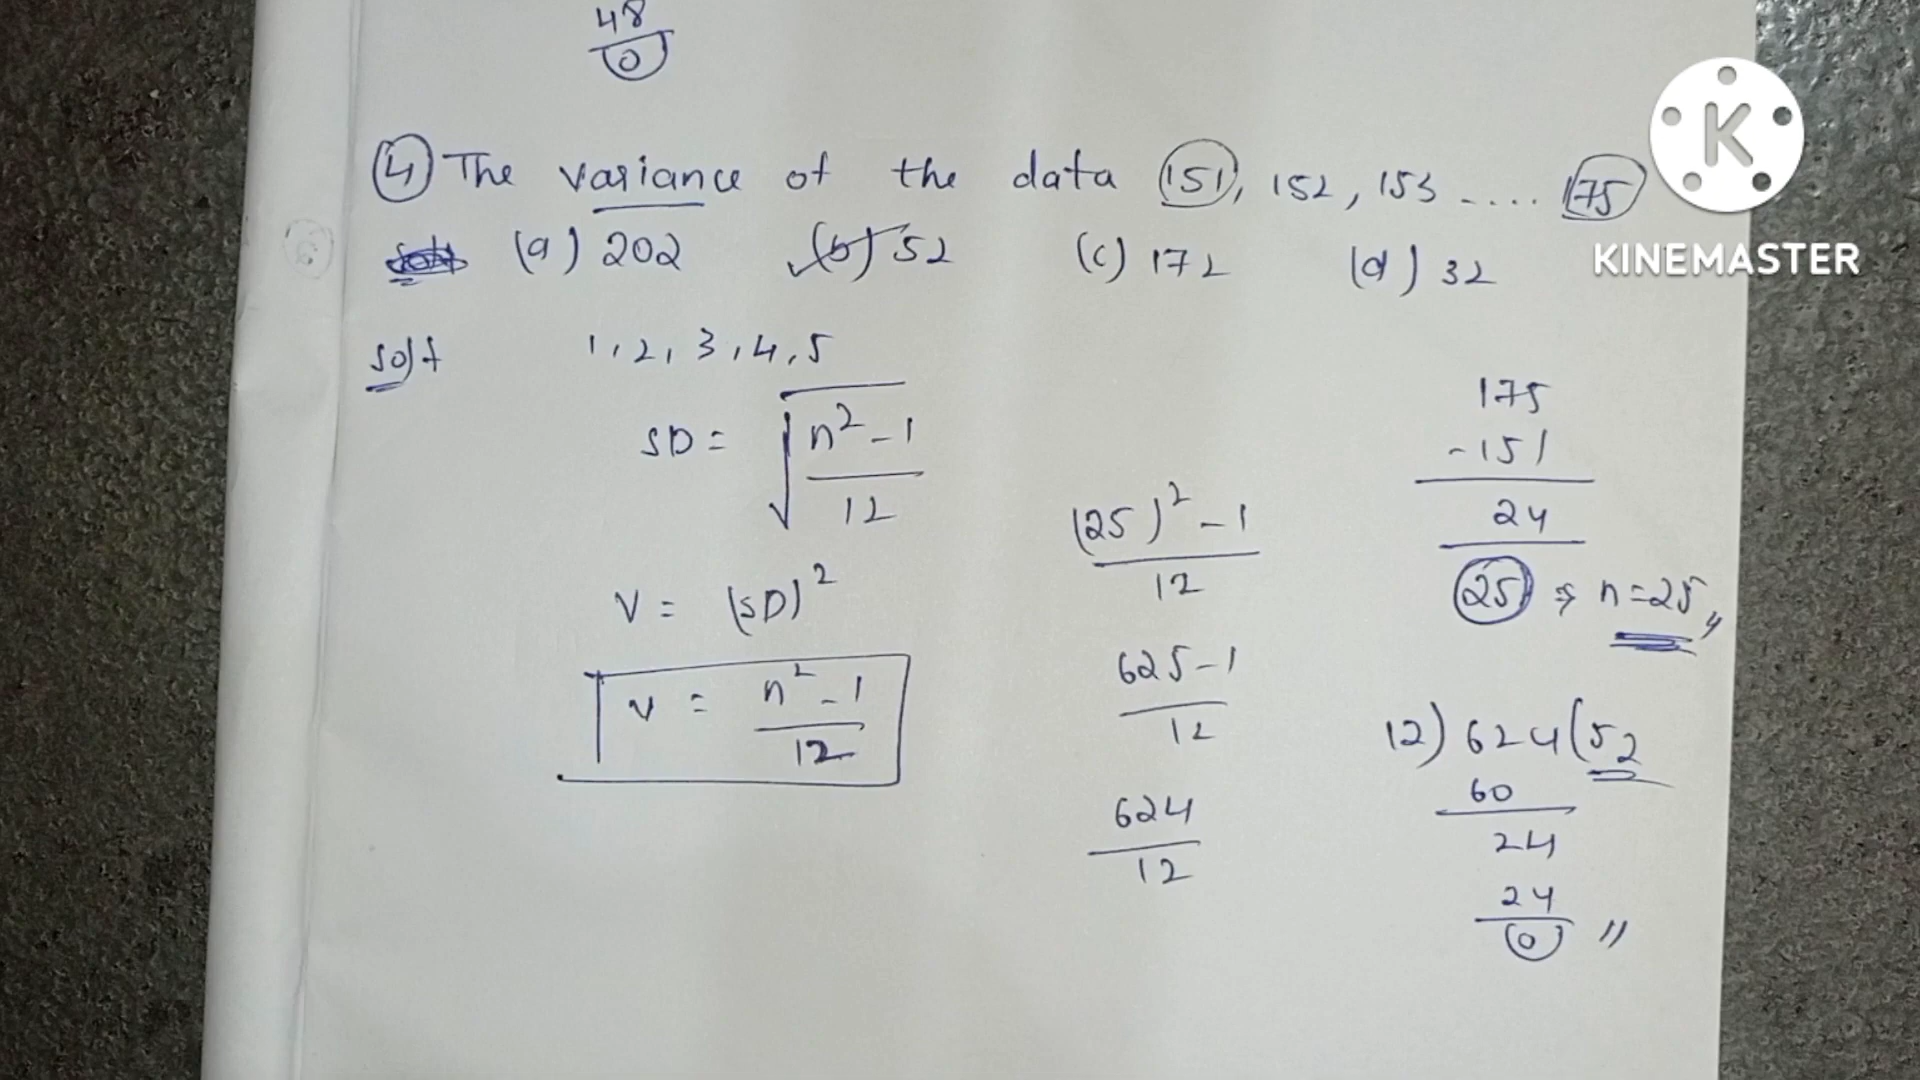 48
0
4 The variance of the data 151, 152, 153 ..... 175
(a) 202 (b) 52 (c) 172 (d) 32
Sol+
1, 2, 3, 4, 5
SD = √(n² - 1 / 12)
V = (SD)²
V = n² - 1 / 12
(25)² - 1
12
625 - 1
12
624
12
175
- 151
24
25 ⇒ n = 25,,
12) 624 (52
60
24
24
0 //
K
KINEMASTER